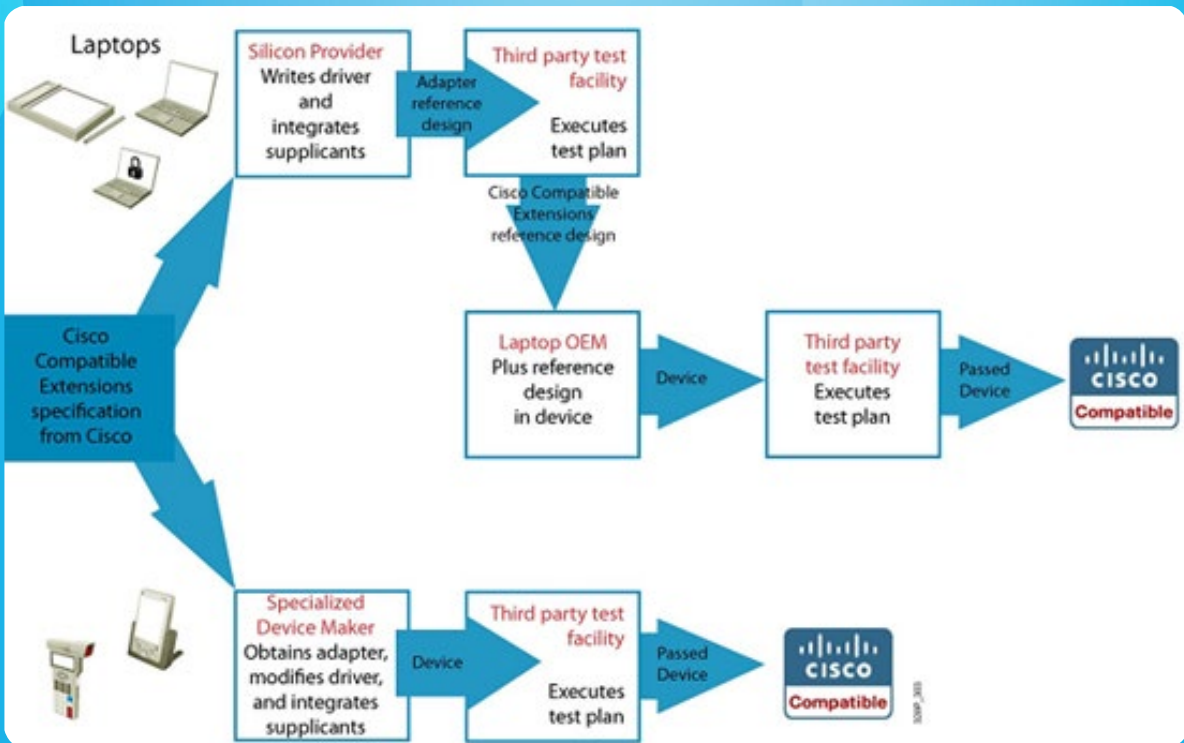 Laptops
Silicon Provider
Writes driver
and
integrates
supplicants
Adapter
reference
design
Third party test
facility
Executes
test plan
Cisco Compatible
Extensions
reference design
Cisco
Compatible
Extensions
specification
from Cisco
Laptop OEM
Plus reference
design
in device
Device
Third party
test facility
Executes
test plan
Passed
Device
CISCO
Compatible
Specialized
Device Maker
Obtains adapter,
modifies driver,
and integrates
supplicants
Device
Third party test
facility
Executes
test plan
Passed
Device
CISCO
Compatible